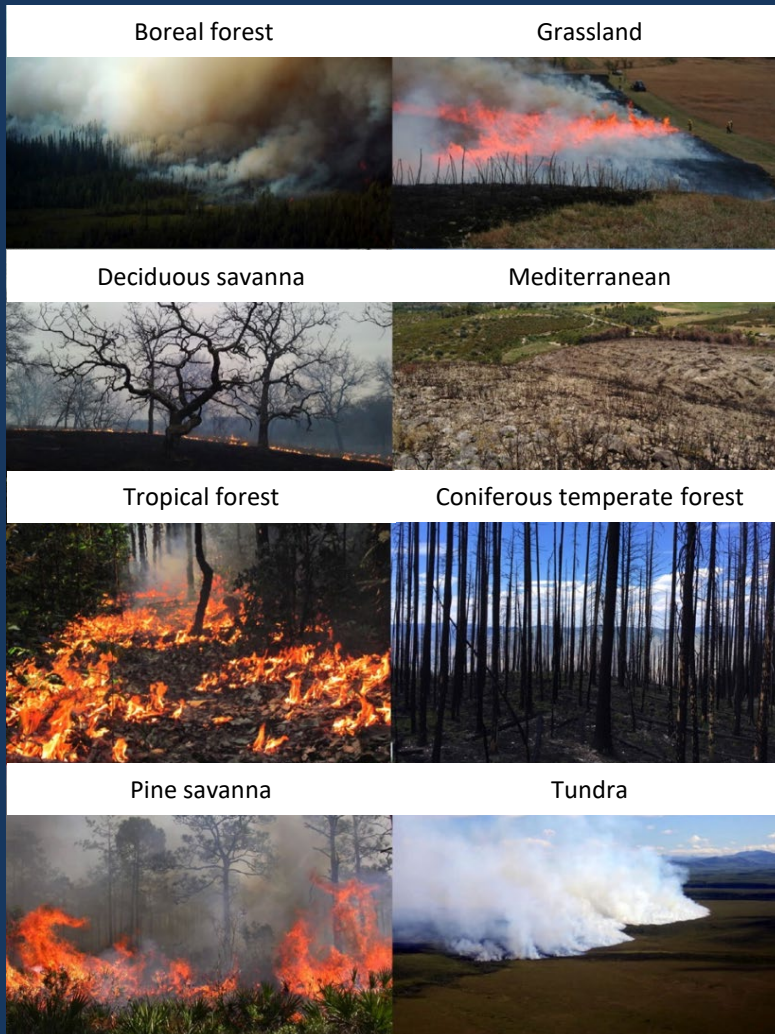 Boreal forest
Grassland
Deciduous savanna
Mediterranean
Tropical forest
Coniferous temperate forest
Pine savanna
Tundra